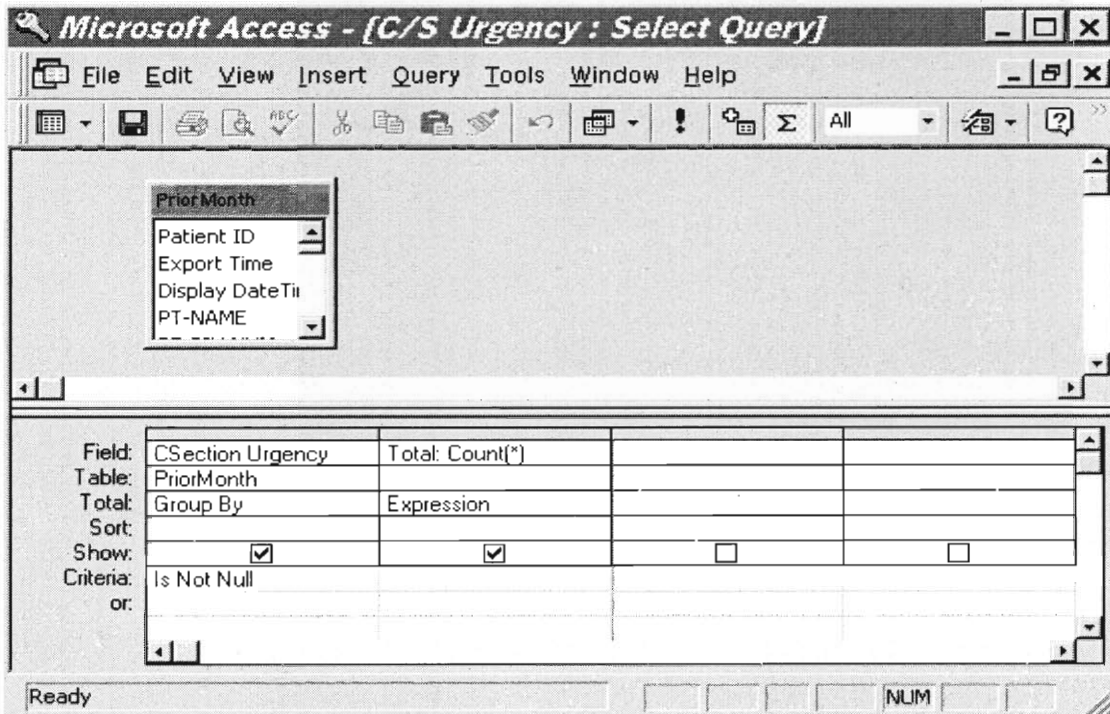 Microsoft Access - [C/S Urgency : Select Query]
File Edit View Insert Query Tools Window Help
ABC Σ All
PriorMonth
Patient ID
Export Time
Display DateTi
PT-NAME
Field: CSection Urgency Total: Count(*)
Table: PriorMonth
Total: Group By Expression
Sort:
Show:
Criteria: Is Not Null
or:
Ready NUM